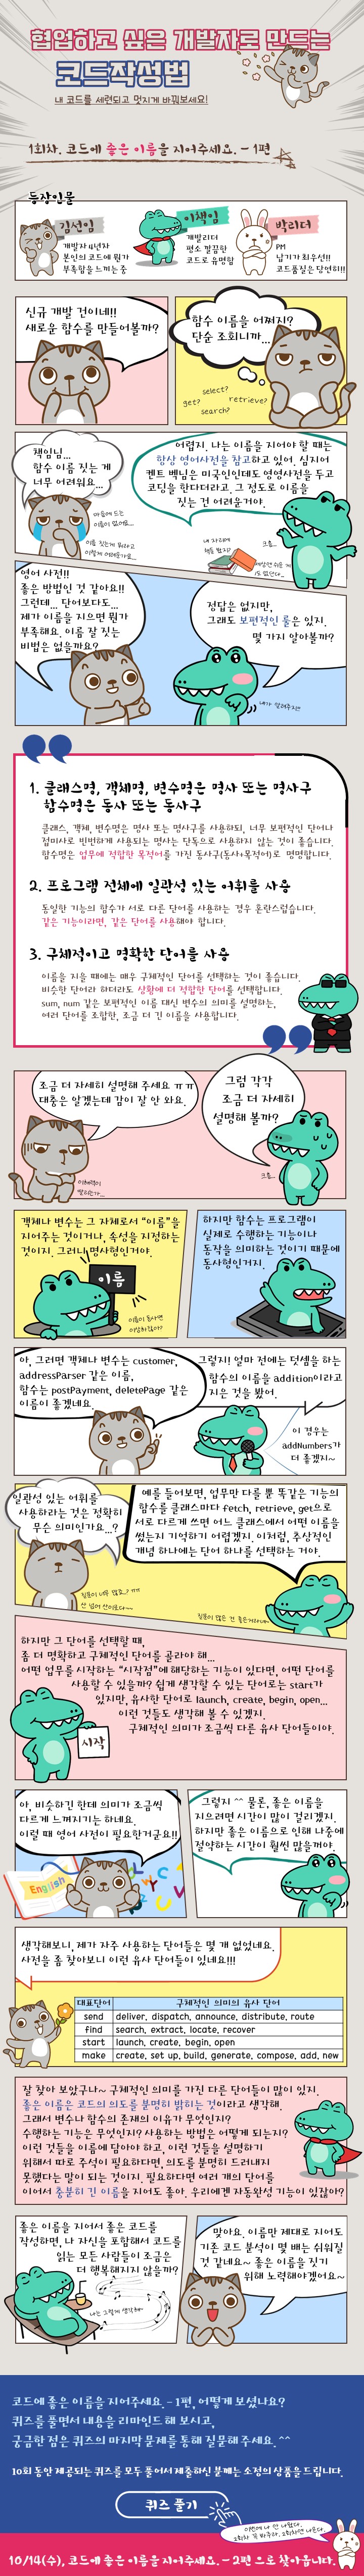 협업하고 싶은 개발자로 만드는
코드작성법
내 코드를 세련되고 멋지게 바꿔보세요!
1회차. 코드에 좋은 이름을 지어주세요. - 1편
등장인물
김선임
개발자 4년차
본인의 코드에 뭔가
부족함을 느끼는 중
이책임
개발리더
평소 깔끔한
코드로 유명함
박리더
PM
납기가 최우선!!
코드품질은 당연히!!
신규 개발 건이네!!
새로운 함수를 만들어볼까?
함수 이름을 어쩌지?
단순 조회니까...
select?
get?
retrieve?
search?
책임님...
함수 이름 짓는 게
너무 어려워요...
마음에 드는
이름이 없어요...
이름 짓는게 뭐라고
이렇게 어려운가요...
어렵지. 나는 이름을 지어야 할 때는
항상 영어사전을 참고하고 있어. 심지어
켄트 벡님은 미국인인데도 영영사전을 두고
코딩을 한다더라고. 그 정도로 이름을
짓는 건 어려운거야.
내 자리에
책들 봤지?
크흠..
영어 사전!!
좋은 방법인 것 같아요!!
그런데... 단어보다도...
제가 이름을 지으면 뭔가
부족해요. 이름 잘 짓는
비법은 없을까요?
정답은 없지만,
그래도 보편적인 룰은 있지.
몇 가지 알아볼까?
내가 알려주지!!
1. 클래스명, 객체명, 변수명은 명사 또는 명사구
함수명은 동사 또는 동사구
클래스, 객체, 변수명은 명사 또는 명사구를 사용하되, 너무 보편적인 단어나
접미사로 빈번하게 사용되는 명사는 단독으로 사용하지 않는 것이 좋습니다.
함수명은 업무에 적합한 목적어를 가진 동사구(동사+목적어)로 명명합니다.
2. 프로그램 전체에 일관성 있는 어휘를 사용
동일한 기능의 함수가 서로 다른 단어를 사용하는 경우 혼란스럽습니다.
같은 기능이라면, 같은 단어를 사용해야 합니다.
3. 구체적이고 명확한 단어를 사용
이름을 지을 때에는 매우 구체적인 단어를 선택하는 것이 좋습니다.
비슷한 단어라 하더라도 상황에 더 적합한 단어를 선택합니다.
sum, num 같은 보편적인 이름 대신 변수의 의미를 설명하는,
여러 단어를 조합한, 조금 더 긴 이름을 사용합니다.
조금 더 자세히 설명해 주세요 ㅠㅠ
대충은 알겠는데 감이 잘 안 와요.
그럼 각각
조금 더 자세히
설명해 볼까?
크흠..
객체나 변수는 그 자체로서 “이름”을
지어주는 것이거나, 속성을 지정하는
것이지. 그러니 명사형인거야.
이름
하지만 함수는 프로그램이
실제로 수행하는 기능이나
동작을 의미하는 것이기 때문에
동사형인거지.
아, 그러면 객체나 변수는 customer,
addressParser 같은 이름,
함수는 postPayment, deletePage 같은
이름이 좋겠네요.
그렇지! 얼마 전에는 덧셈을 하는
함수의 이름을 addition이라고
지은 것을 봤어.
이 경우는
addNumbers가
더 좋겠지~
일관성 있는 어휘를
사용하라는 것은 정확히
무슨 의미인가요...?
예를 들어보면, 업무만 다를 뿐 똑같은 기능의
함수를 클래스마다 fetch, retrieve, get으로
서로 다르게 쓰면 어느 클래스에서 어떤 이름을
썼는지 기억하기 어렵겠지. 이처럼, 추상적인
개념 하나에는 단어 하나를 선택하는 거야.
하지만 그 단어를 선택할 때,
좀 더 명확하고 구체적인 단어를 골라야 해...
어떤 업무를 시작하는 “시작점”에 해당하는 기능이 있다면, 어떤 단어를
사용할 수 있을까? 쉽게 생각할 수 있는 단어로는 start가
있지만, 유사한 단어로 launch, create, begin, open...
이런 것들도 생각해 볼 수 있겠지.
구체적인 의미가 조금씩 다른 유사 단어들이야.
시작
아, 비슷하긴 한데 의미가 조금씩
다르게 느껴지기는 하네요.
이럴 때 영어 사전이 필요한거군요!!
English
그렇지 ^^ 물론, 좋은 이름을
지으려면 시간이 많이 걸리겠지.
하지만 좋은 이름으로 인해 나중에
절약하는 시간이 훨씬 많을꺼야.
생각해보니, 제가 자주 사용하는 단어들은 몇 개 없었네요.
사전을 좀 찾아보니 이런 유사 단어들이 있네요!!!
대표단어 구체적인 의미의 유사 단어
send deliver, dispatch, announce, distribute, route
find search, extract, locate, recover
start launch, create, begin, open
make create, set up, build, generate, compose, add, new
잘 찾아 보았구나~ 구체적인 의미를 가진 다른 단어들이 많이 있지.
좋은 이름은 코드의 의도를 분명히 밝히는 것이라고 생각해.
그래서 변수나 함수의 존재의 이유가 무엇인지?
수행하는 기능은 무엇인지? 사용하는 방법은 어떻게 되는지?
이런 것들을 이름에 담아야 하고, 이런 것들을 설명하기
위해서 따로 주석이 필요하다면, 의도를 분명히 드러내지
못했다는 말이 되는 것이지. 필요하다면 여러 개의 단어를
이어서 충분히 긴 이름을 지어도 좋아. 우리에겐 자동완성 기능이 있잖아?
좋은 이름을 지어서 좋은 코드를
작성하면, 나 자신을 포함해서 코드를
읽는 모든 사람들이 조금은
더 행복해지지 않을까?
나는 그렇게 생각해~
맞아요. 이름만 제대로 지어도
기존 코드 분석이 몇 배는 쉬워질
것 같네요~ 좋은 이름을 짓기
위해 노력해야겠어요~
코드에 좋은 이름을 지어주세요. - 1편, 어떻게 보셨나요?
퀴즈를 풀면서 내용을 리마인드 해 보시고,
궁금한 점은 퀴즈의 마지막 문제를 통해 질문해 주세요. ^^
10회 동안 제공되는 퀴즈를 모두 풀어서 제출하신 분께는 소정의 상품을 드립니다.
퀴즈 풀기
이번에 나 안 나왔다.
2회차 꼭 봐주라. 2회차엔 나온다.
10/14(수), 코드에 좋은 이름을 지어주세요. - 2편 으로 찾아옵니다.